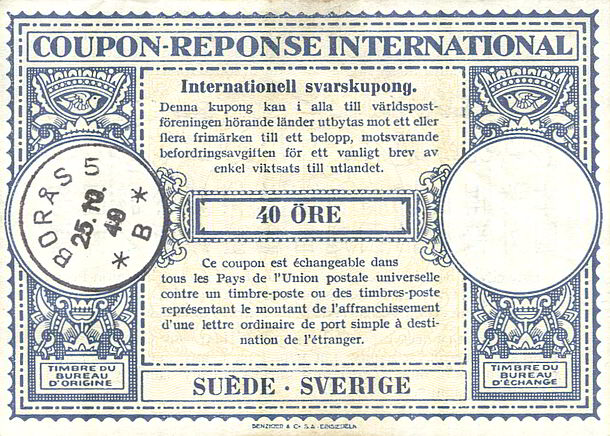 COUPON-REPONSE INTERNATIONAL
Internationell svarskupong.
Denna kupong kan i alla till världspost-
föreningen hörande länder utbytas mot ett eller
flera frimärken till ett belopp, motsvarande
befordringsavgiften för ett vanligt brev av
enkel viktsats till utlandet.
BORÅS 5
25.10.
49
* B *
40 ÖRE
Ce coupon est échangeable dans
tous les Pays de l'Union postale universelle
contre un timbre-poste ou des timbres-poste
représentant le montant de l'affranchissement
d'une lettre ordinaire de port simple à desti-
nation de l'étranger.
TIMBRE DU
BUREAU
D'ORIGINE
TIMBRE DU
BUREAU
D'ÉCHANGE
SUÈDE · SVERIGE
BENZIGER & Co S.A. EINSIEDELN